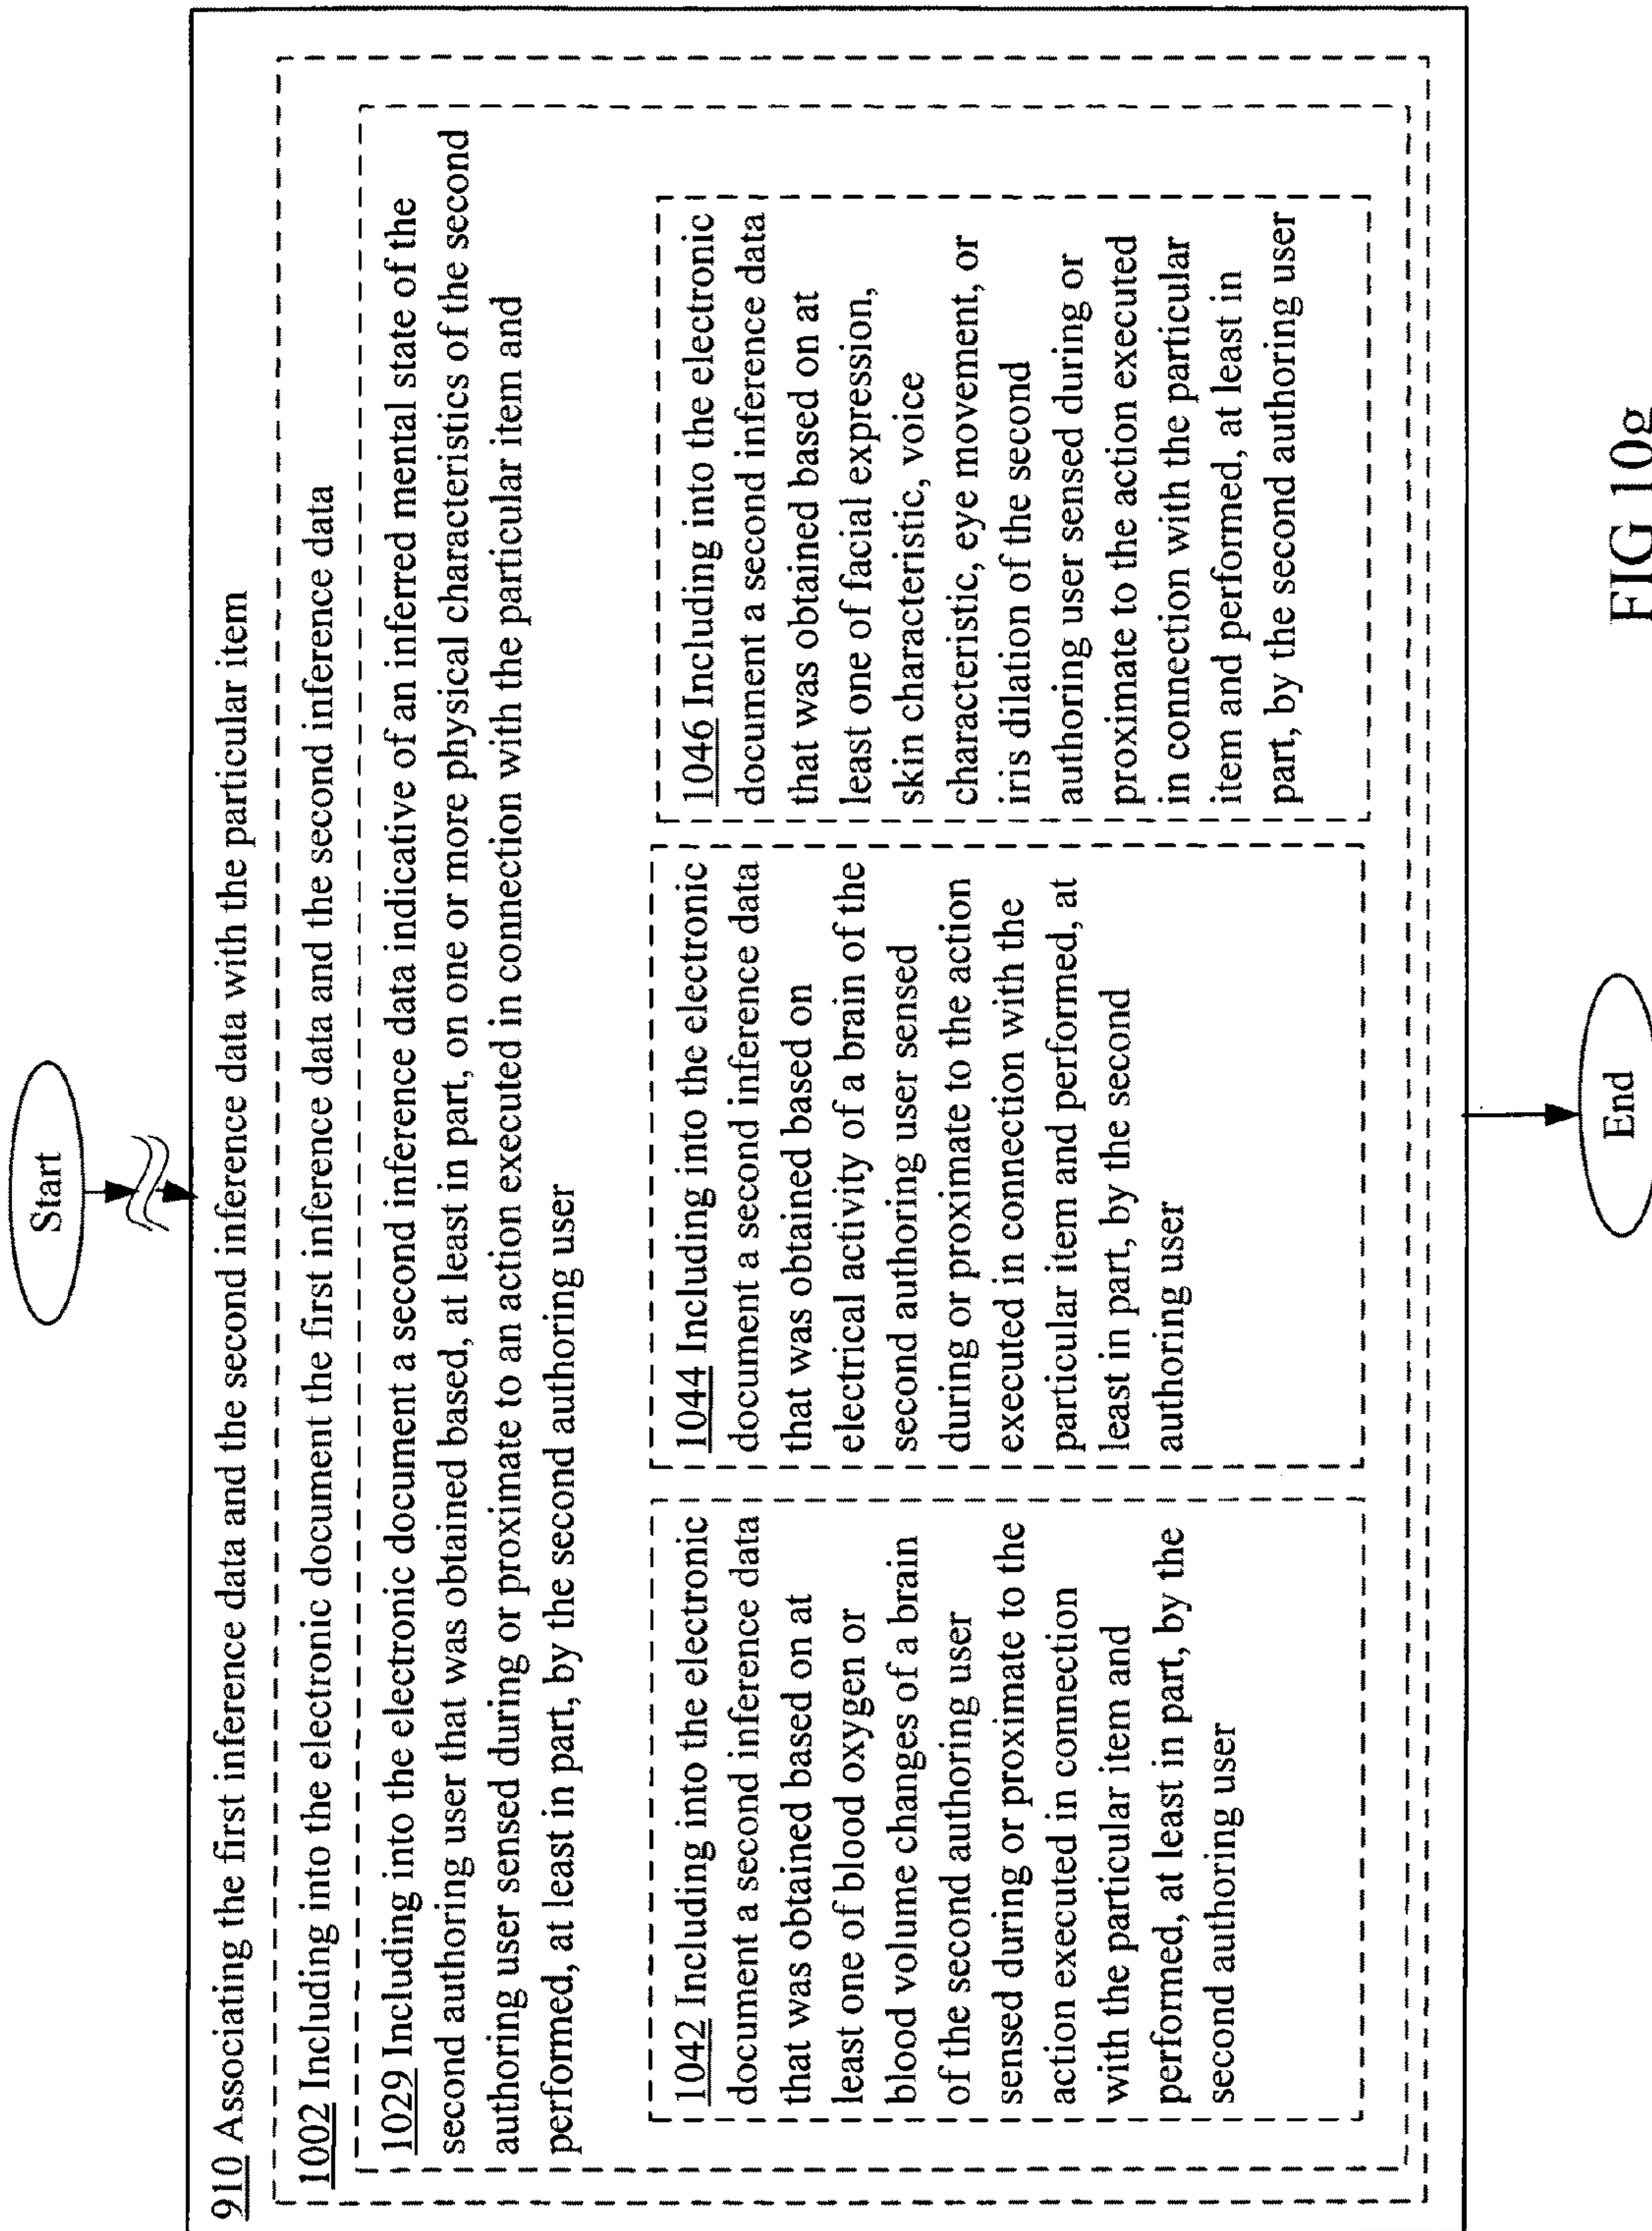 Start
910 Associating the first inference data and the second inference data with the particular item
1002 Including into the electronic document the first inference data and the second inference data
1029 Including into the electronic document a second inference data indicative of an inferred mental state of the
second authoring user that was obtained based, at least in part, on one or more physical characteristics of the second
authoring user sensed during or proximate to an action executed in connection with the particular item and
performed, at least in part, by the second authoring user
1042 Including into the electronic
document a second inference data
that was obtained based on at
least one of blood oxygen or
blood volume changes of a brain
of the second authoring user
sensed during or proximate to the
action executed in connection
with the particular item and
performed, at least in part, by the
second authoring user
1044 Including into the electronic
document a second inference data
that was obtained based on
electrical activity of a brain of the
second authoring user sensed
during or proximate to the action
executed in connection with the
particular item and performed, at
least in part, by the second
authoring user
1046 Including into the electronic
document a second inference data
that was obtained based on at
least one of facial expression,
skin characteristic, voice
characteristic, eye movement, or
iris dilation of the second
authoring user sensed during or
proximate to the action executed
in connection with the particular
item and performed, at least in
part, by the second authoring user
End
FIG 10g